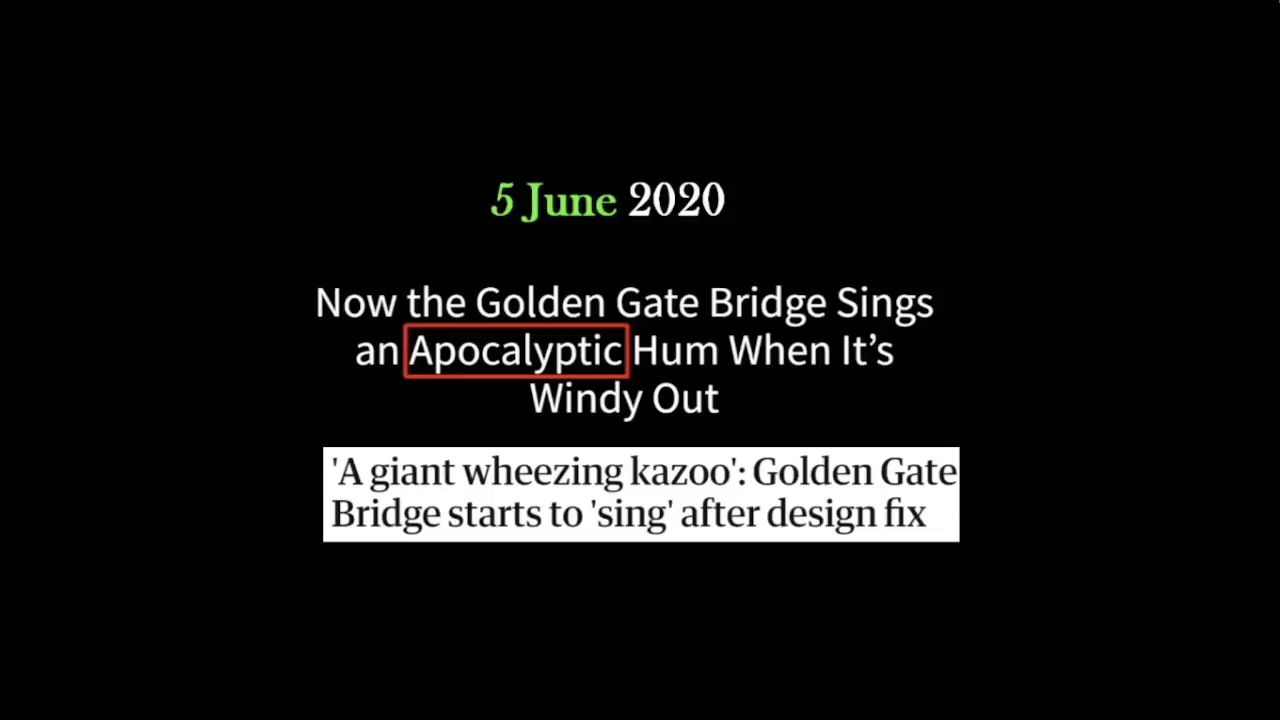 5 June 2020
Now the Golden Gate Bridge Sings
an Apocalyptic Hum When It’s
Windy Out
'A giant wheezing kazoo': Golden Gate
Bridge starts to 'sing' after design fix